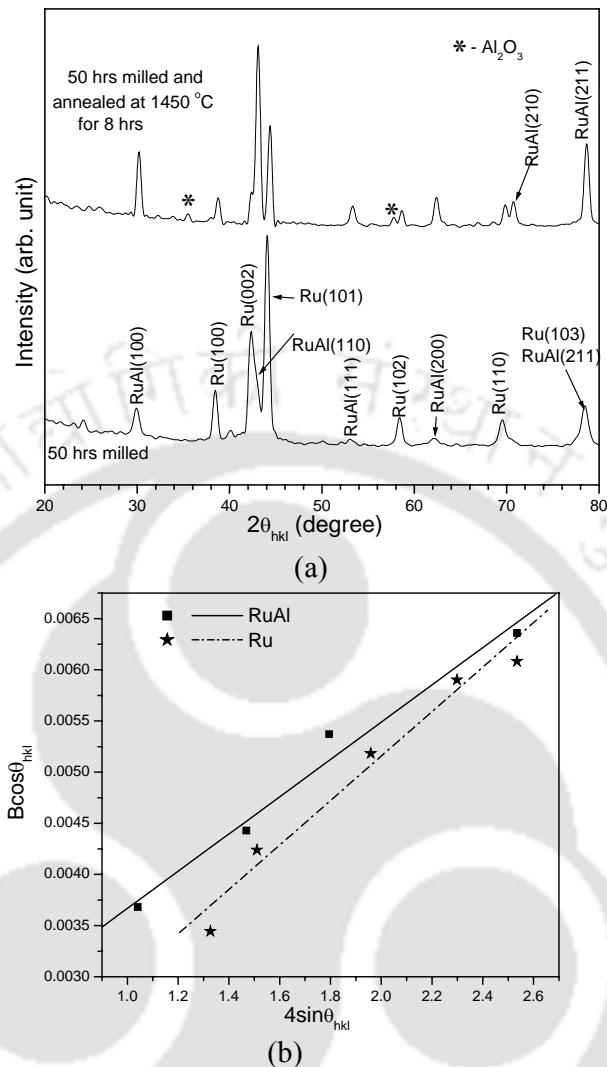 * - Al₂O₃
50 hrs milled and
annealed at 1450 °C
for 8 hrs
*
*
RuAl(210)
RuAl(211)
Intensity (arb. unit)
RuAl(100)
Ru(100)
Ru(002)
Ru(101)
RuAl(110)
RuAl(111)
Ru(102)
RuAl(200)
Ru(110)
Ru(103)
RuAl(211)
50 hrs milled
20 30 40 50 60 70 80
2θhkl (degree)
(a)
RuAl
Ru
Bcosθhkl
0.0065
0.0060
0.0055
0.0050
0.0045
0.0040
0.0035
0.0030
1.0 1.2 1.4 1.6 1.8 2.0 2.2 2.4 2.6
4sinθhkl
(b)